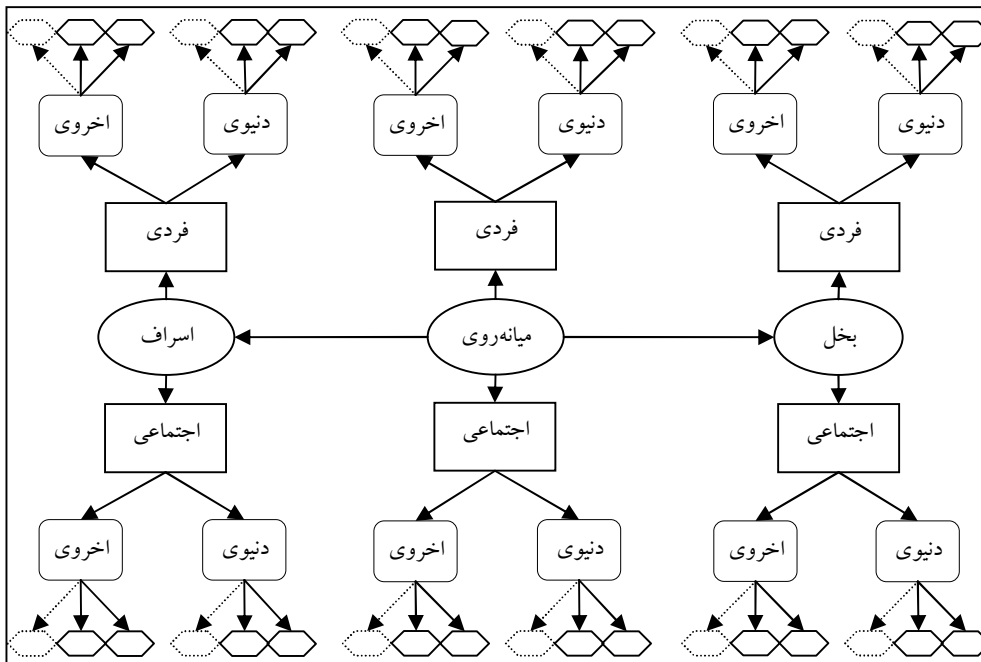 دنیوی
اخروی
دنیوی
اخروی
دنیوی
اخروی
فردی
فردی
فردی
بخل
میانه‌روی
اسراف
اجتماعی
اجتماعی
اجتماعی
دنیوی
اخروی
دنیوی
اخروی
دنیوی
اخروی